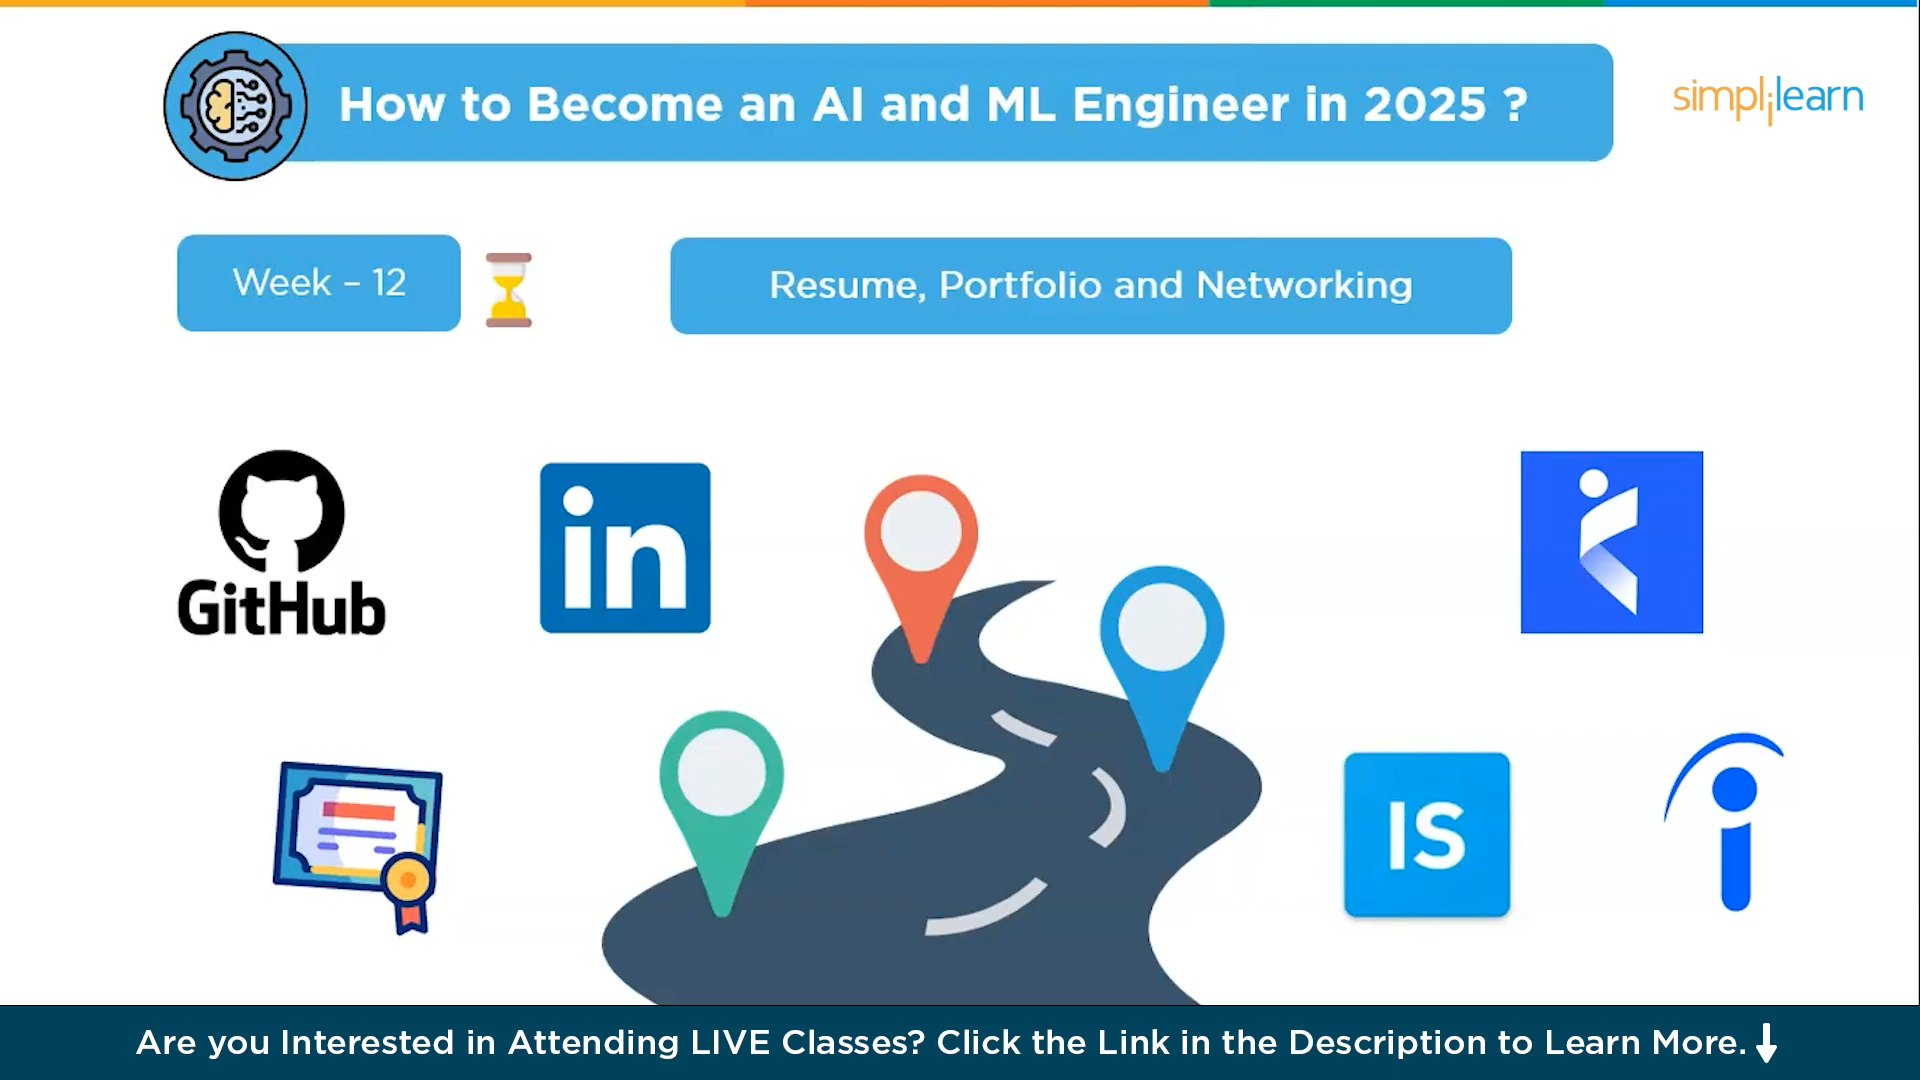 How to Become an AI and ML Engineer in 2025 ?
simplilearn
Week – 12
Resume, Portfolio and Networking
GitHub
in
IS
Are you Interested in Attending LIVE Classes? Click the Link in the Description to Learn More.